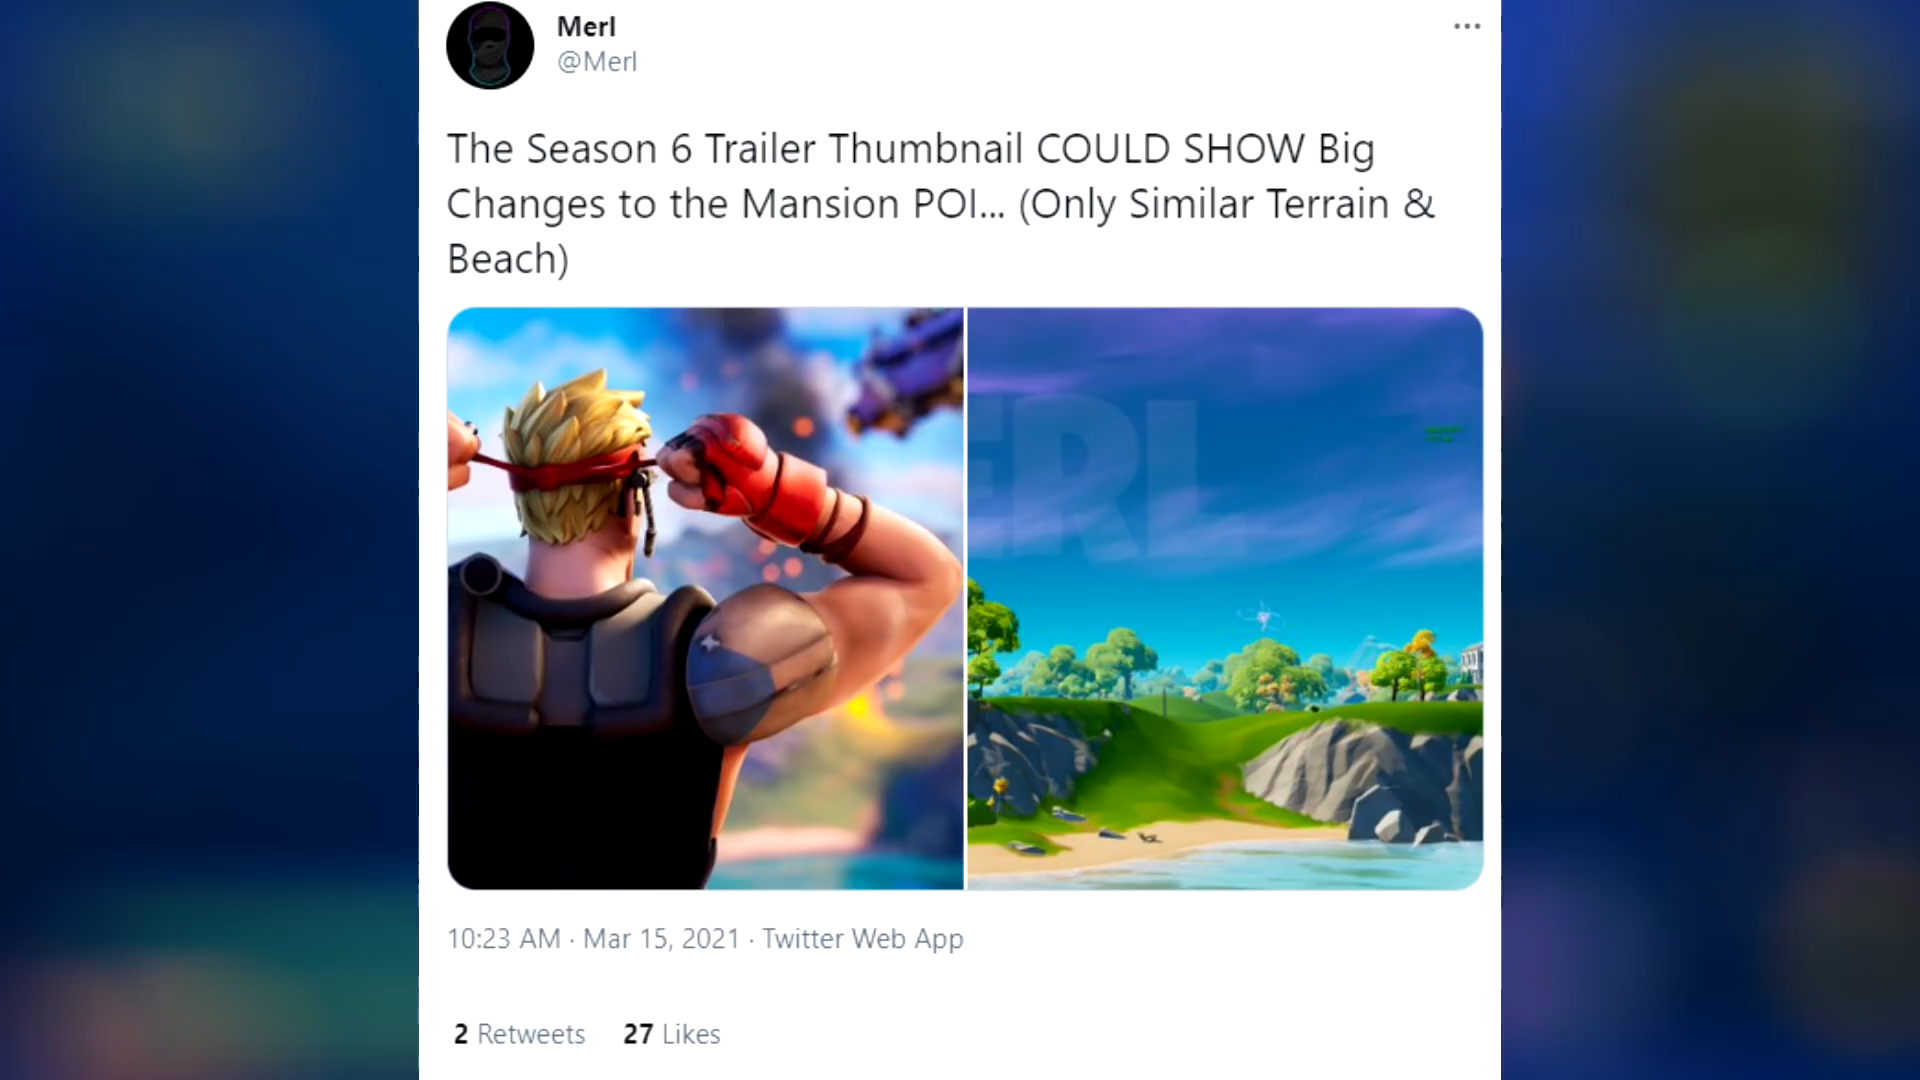 Merl
@Merl
The Season 6 Trailer Thumbnail COULD SHOW Big
Changes to the Mansion POI... (Only Similar Terrain &
Beach)
ERL
10:23 AM · Mar 15, 2021 · Twitter Web App
2 Retweets 27 Likes